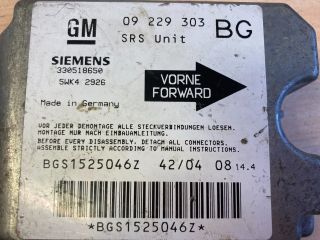 GM 09 229 303 BG
SRS Unit
SIEMENS
330518650
5WK4 2926
VORNE
FORWARD
Made in Germany
VOR JEDER DEMONTAGE ALLE STECKVERBINDUNGEN LOESEN.
MONTAGE NUR NACH EINBAUANLEITUNG.
BEFORE EVERY DISASSEMBLY. DETACH ALL CONNECTORS.
ASSEMBLE STRICTLY ACCORDING TO MANUAL INSTRUCTIONS.
BGS1525046Z 42/04 08 14.4
*BGS1525046Z*